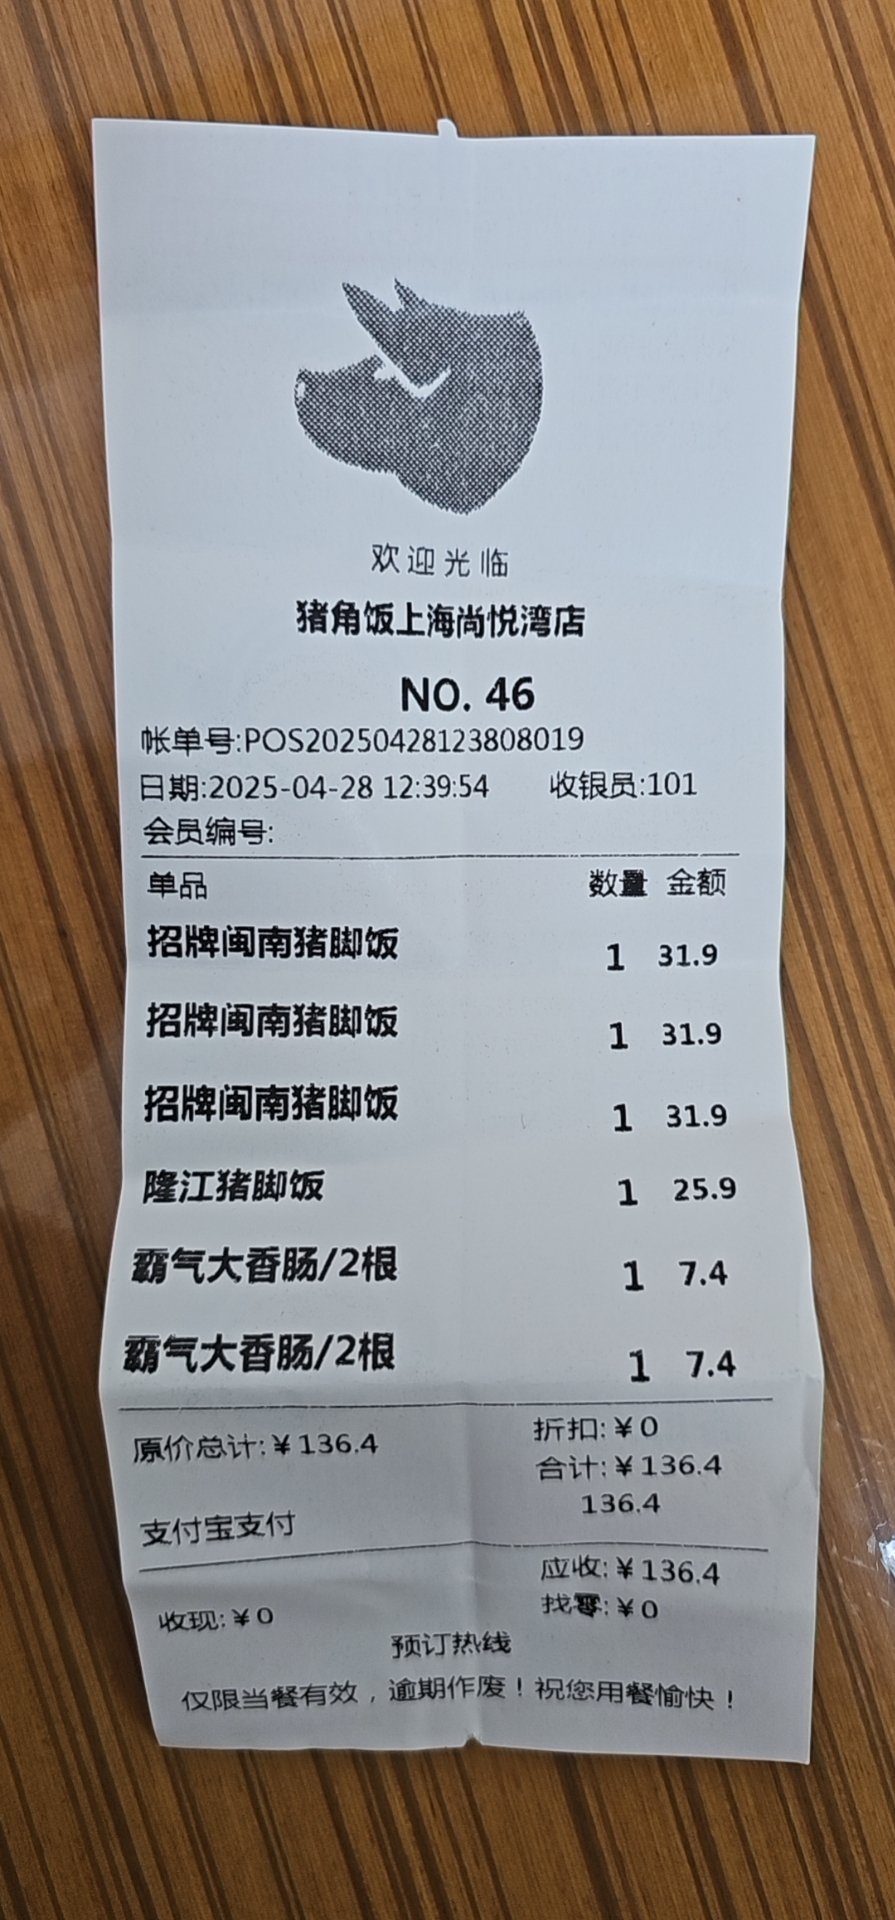 欢迎光临
猪角饭上海尚悦湾店
NO. 46
帐单号:POS20250428123808019
日期:2025-04-28 12:39:54 收银员:101
会员编号:
单品 数量 金额
招牌闽南猪脚饭 1 31.9
招牌闽南猪脚饭 1 31.9
招牌闽南猪脚饭 1 31.9
隆江猪脚饭 1 25.9
霸气大香肠/2根 1 7.4
霸气大香肠/2根 1 7.4
原价总计:¥136.4 折扣:¥0
合计:¥136.4
支付宝支付 136.4
应收:¥136.4
收现:¥0 找零:¥0
预订热线
仅限当餐有效，逾期作废！祝您用餐愉快！